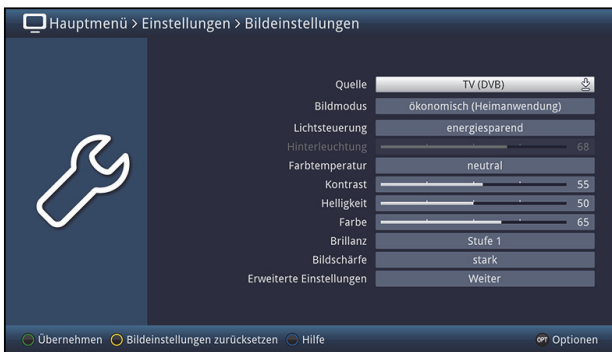 Hauptmenü > Einstellungen > Bildeinstellungen
Quelle TV (DVB)
Bildmodus ökonomisch (Heimanwendung)
Lichtsteuerung energiesparend
Hinterleuchtung 68
Farbtemperatur neutral
Kontrast 55
Helligkeit 50
Farbe 65
Brillanz Stufe 1
Bildschärfe stark
Erweiterte Einstellungen Weiter
Übernehmen Bildeinstellungen zurücksetzen Hilfe OPT Optionen